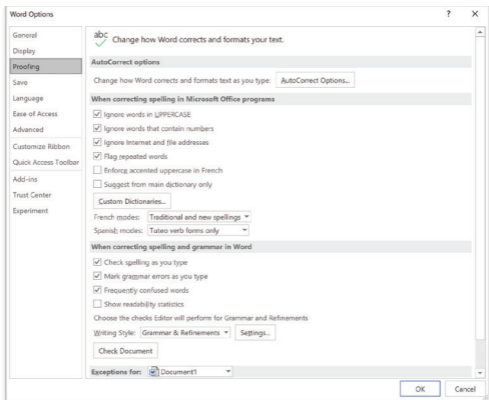 Word Options
General
Display
Proofing
Save
Language
Ease of Access
Advanced
Customize Ribbon
Quick Access Toolbar
Add-ins
Trust Center
Experiment
abc Change how Word corrects and formats your text.
AutoCorrect options
Change how Word corrects and formats text as you type: AutoCorrect Options...
When correcting spelling in Microsoft Office programs
Ignore words in UPPERCASE
Ignore words that contain numbers
Ignore Internet and file addresses
Flag repeated words
Enforce accented uppercase in French
Suggest from main dictionary only
Custom Dictionaries...
French modes: Traditional and new spellings
Spanish modes: Tuteo verb forms only
When correcting spelling and grammar in Word
Check spelling as you type
Mark grammar errors as you type
Frequently confused words
Show readability statistics
Choose the checks Editor will perform for Grammar and Refinements
Writing Style: Grammar & Refinements Settings...
Check Document
Exceptions for: Document1
OK Cancel